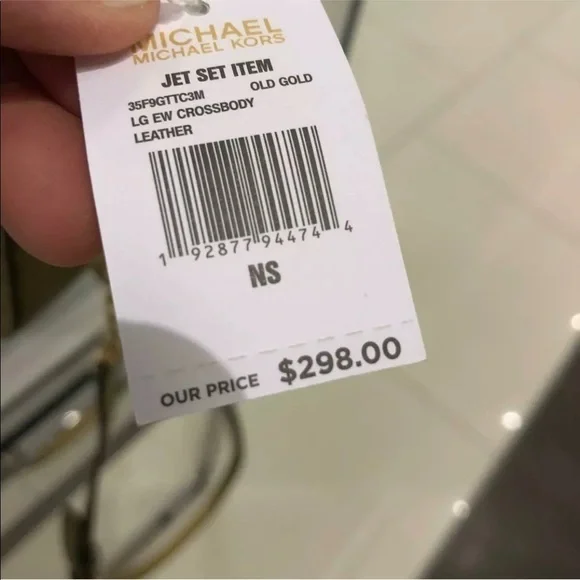 MICHAEL
MICHAEL KORS
JET SET ITEM
35F9GTTC3M OLD GOLD
LG EW CROSSBODY
LEATHER
1 92877 94474 4
NS
OUR PRICE $298.00